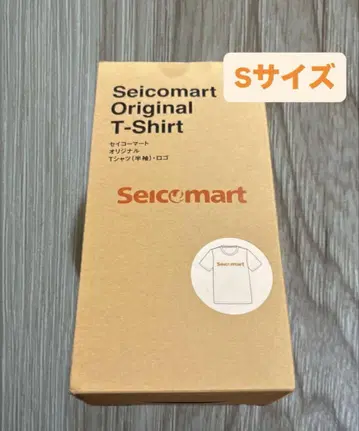 Sサイズ
Seicomart
Original
T-Shirt
セイコーマート
オリジナル
Tシャツ(半袖)・ロゴ
Seicomart
Seicomart